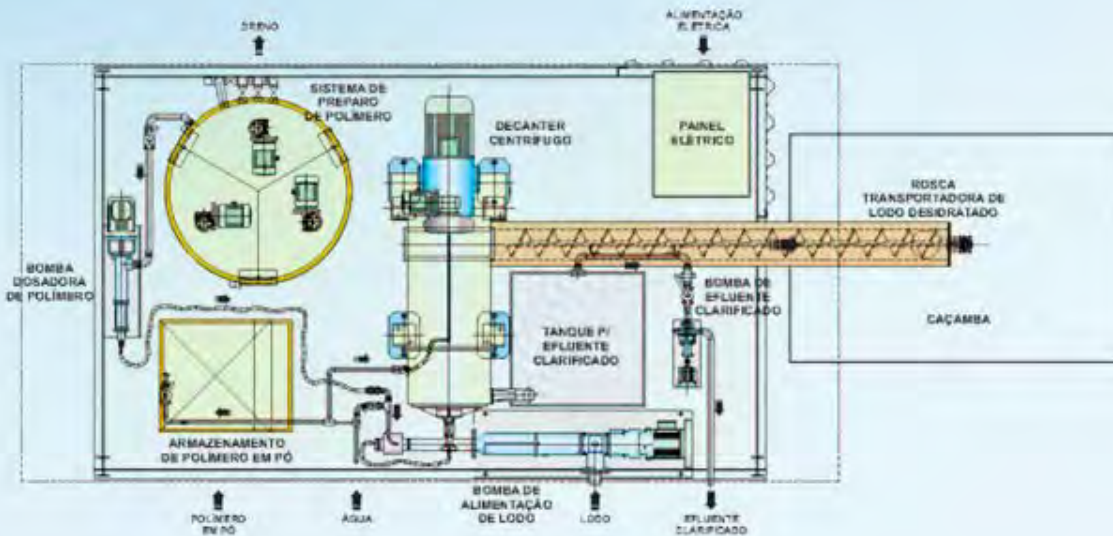 DRENO
ALIMENTAÇÃO
ELÉTRICA
SISTEMA DE
PREPARO
DE POLÍMERO
DECANTER
CENTRÍFUGO
PAINEL
ELÉTRICO
ROSCA
TRANSPORTADORA DE
LODO DESIDRATADO
BOMBA
DOSADORA
DE POLÍMERO
BOMBA DE
EFLUENTE
CLARIFICADO
TANQUE P/
EFLUENTE
CLARIFICADO
CAÇAMBA
ARMAZENAMENTO
DE POLÍMERO EM PÓ
BOMBA DE
ALIMENTAÇÃO
DE LODO
POLÍMERO
EM PÓ
ÁGUA
LODO
EFLUENTE
CLARIFICADO